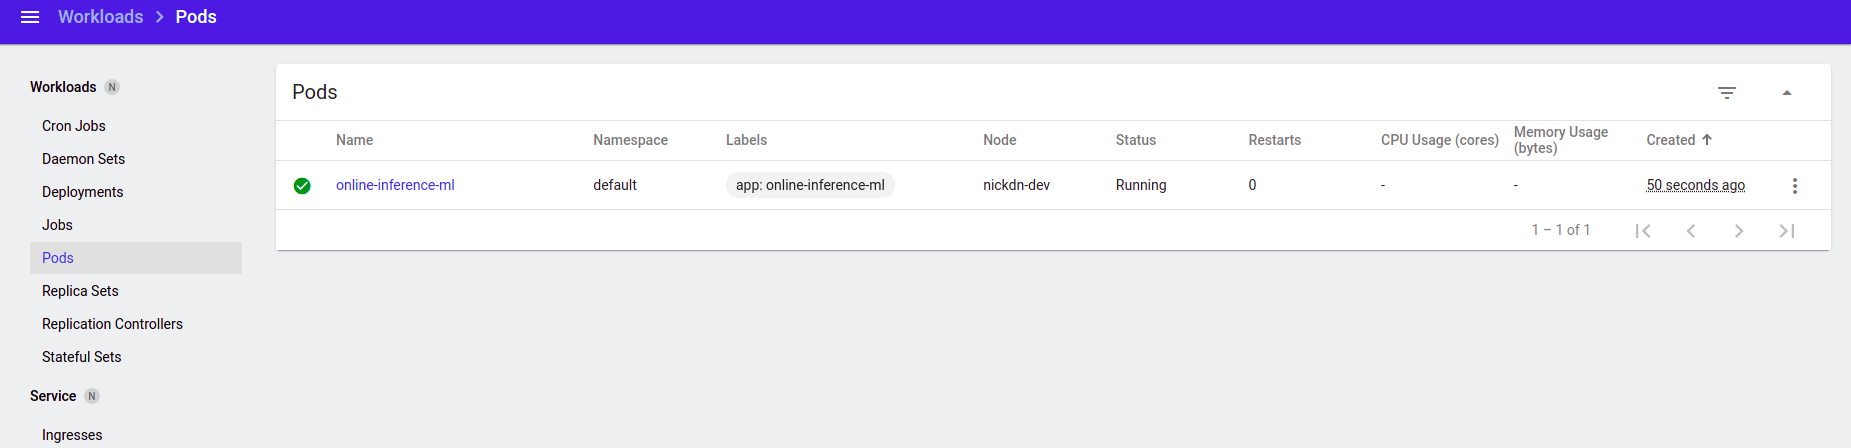 Workloads > Pods
Workloads N
Cron Jobs
Daemon Sets
Deployments
Jobs
Pods
Replica Sets
Replication Controllers
Stateful Sets
Service N
Ingresses
Pods
Name Namespace Labels Node Status Restarts CPU Usage (cores) Memory Usage (bytes) Created
online-inference-ml default app: online-inference-ml nickdn-dev Running 0 - - 50 seconds ago
1 – 1 of 1